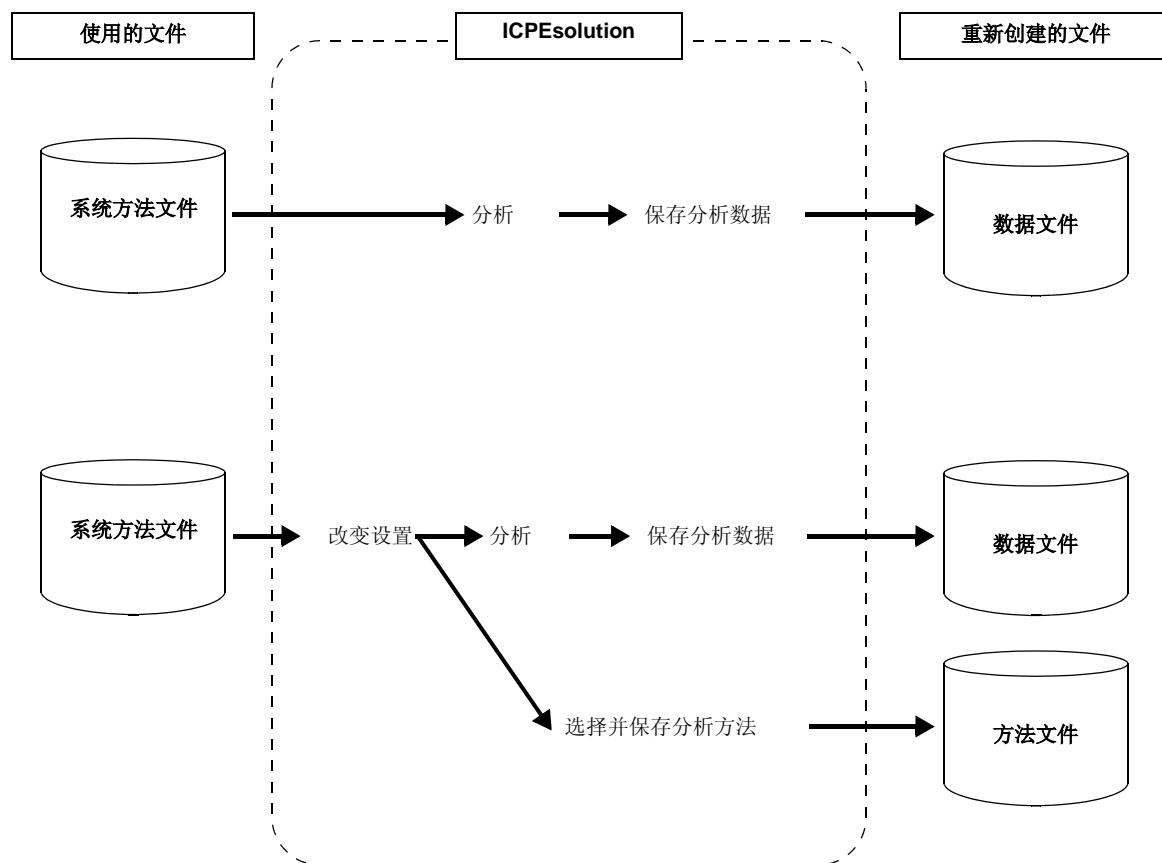 使用的文件
ICPEsolution
重新创建的文件
系统方法文件
分析
保存分析数据
数据文件
系统方法文件
改变设置
分析
保存分析数据
数据文件
选择并保存分析方法
方法文件